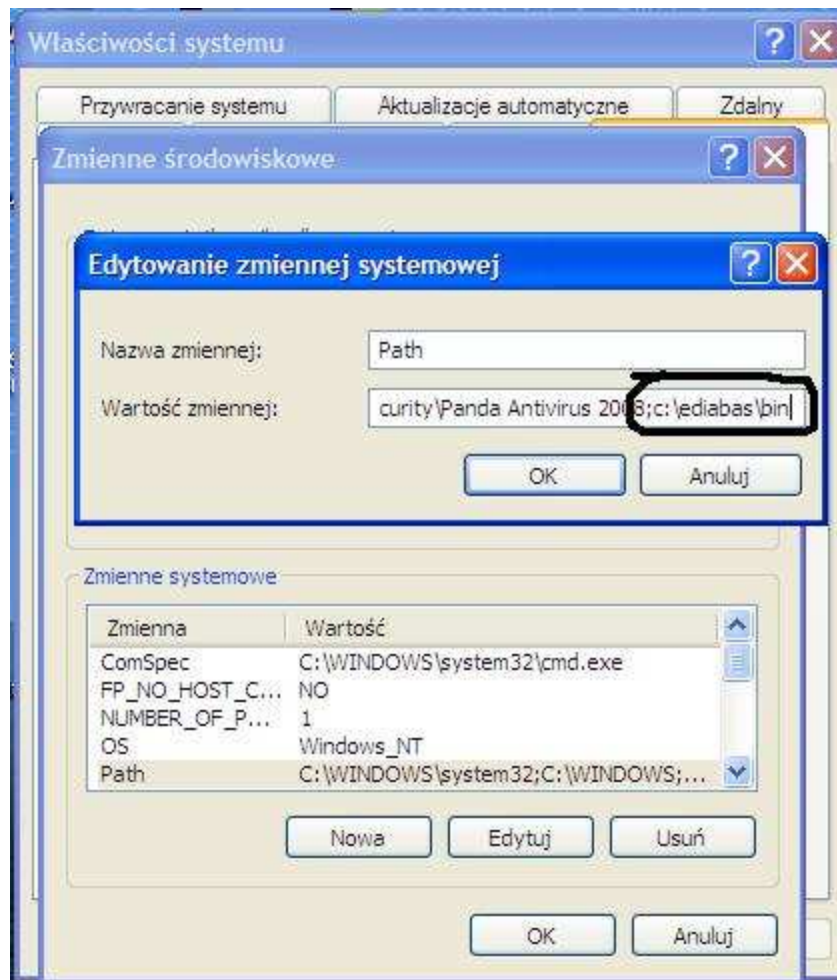 Właściwości systemu
Przywracanie systemu Aktualizacje automatyczne Zdalny
Zmienne środowiskowe
Edytowanie zmiennej systemowej
Nazwa zmiennej: Path
Wartość zmiennej: curity\Panda Antivirus 2008;c:\ediabas\bin
OK Anuluj
Zmienne systemowe
Zmienna Wartość
ComSpec C:\WINDOWS\system32\cmd.exe
FP_NO_HOST_C... NO
NUMBER_OF_P... 1
OS Windows_NT
Path C:\WINDOWS\system32;C:\WINDOWS;...
Nowa Edytuj Usuń
OK Anuluj